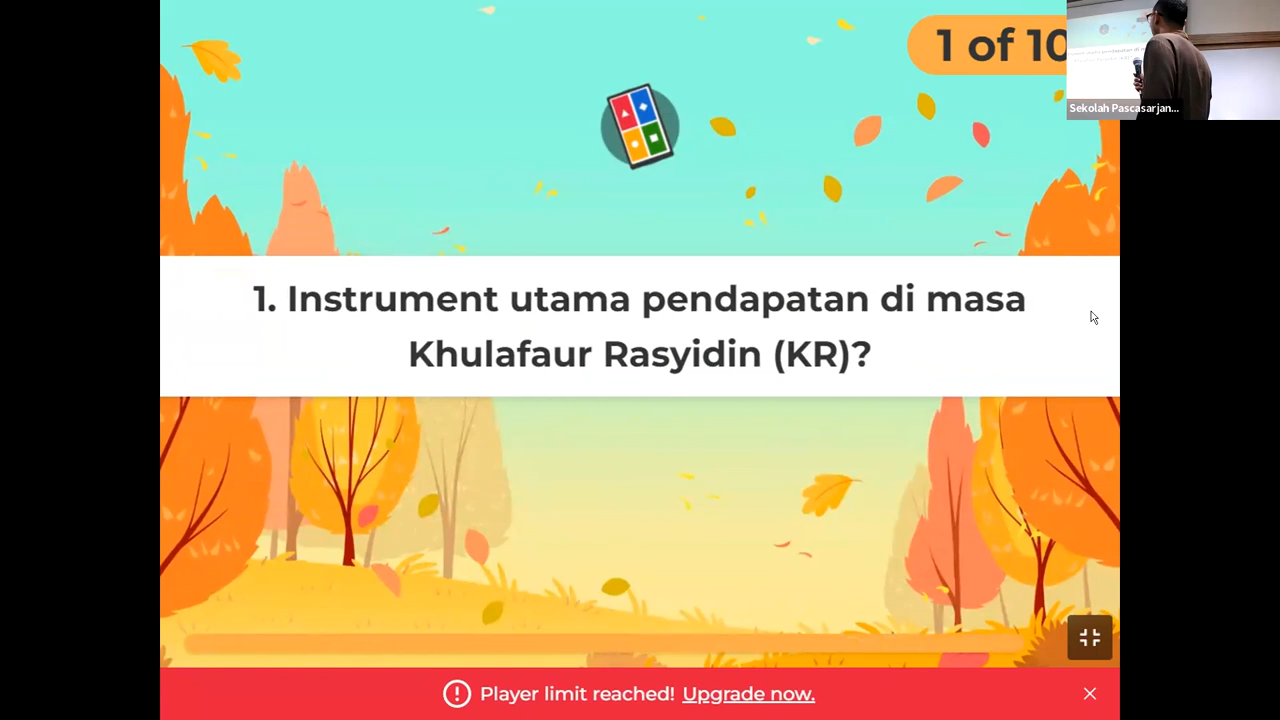 1 of 10
Sekolah Pascasarjan...
1. Instrument utama pendapatan di masa
Khulafaur Rasyidin (KR)?
Player limit reached! Upgrade now.